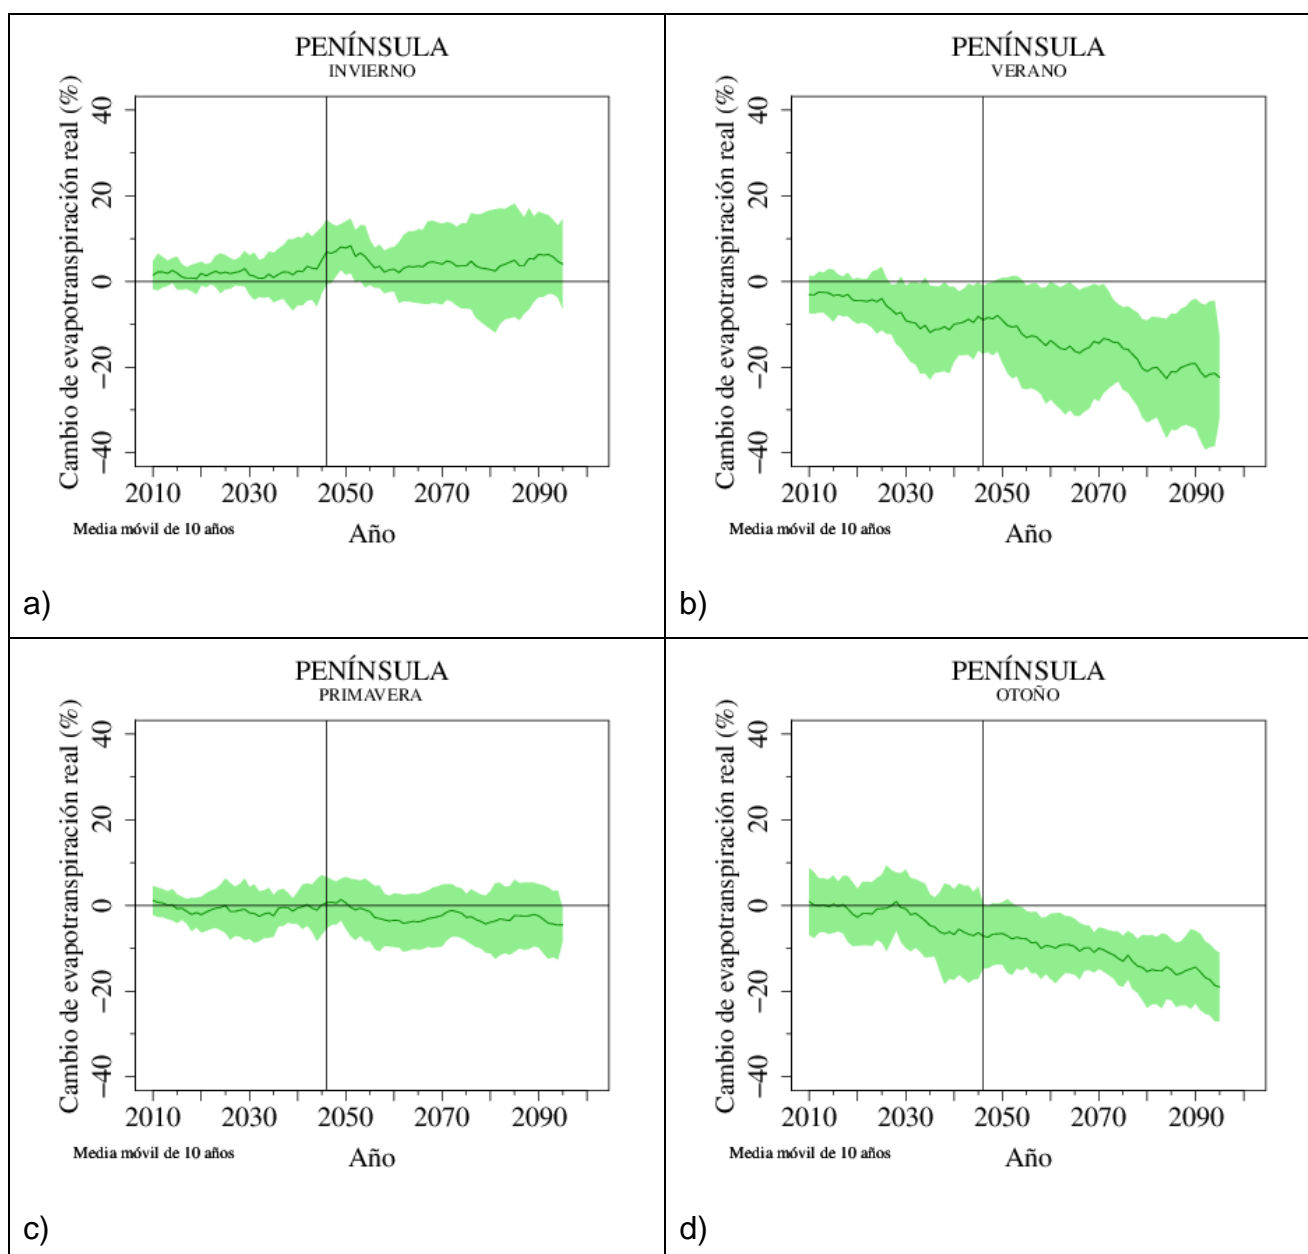 PENÍNSULA
INVIERNO
Cambio de evapotranspiración real (%)
40
20
0
−20
−40
2010 2030 2050 2070 2090
Media móvil de 10 años
Año
a)
PENÍNSULA
VERANO
Cambio de evapotranspiración real (%)
40
20
0
−20
−40
2010 2030 2050 2070 2090
Media móvil de 10 años
Año
b)
PENÍNSULA
PRIMAVERA
Cambio de evapotranspiración real (%)
40
20
0
−20
−40
2010 2030 2050 2070 2090
Media móvil de 10 años
Año
c)
PENÍNSULA
OTOÑO
Cambio de evapotranspiración real (%)
40
20
0
−20
−40
2010 2030 2050 2070 2090
Media móvil de 10 años
Año
d)